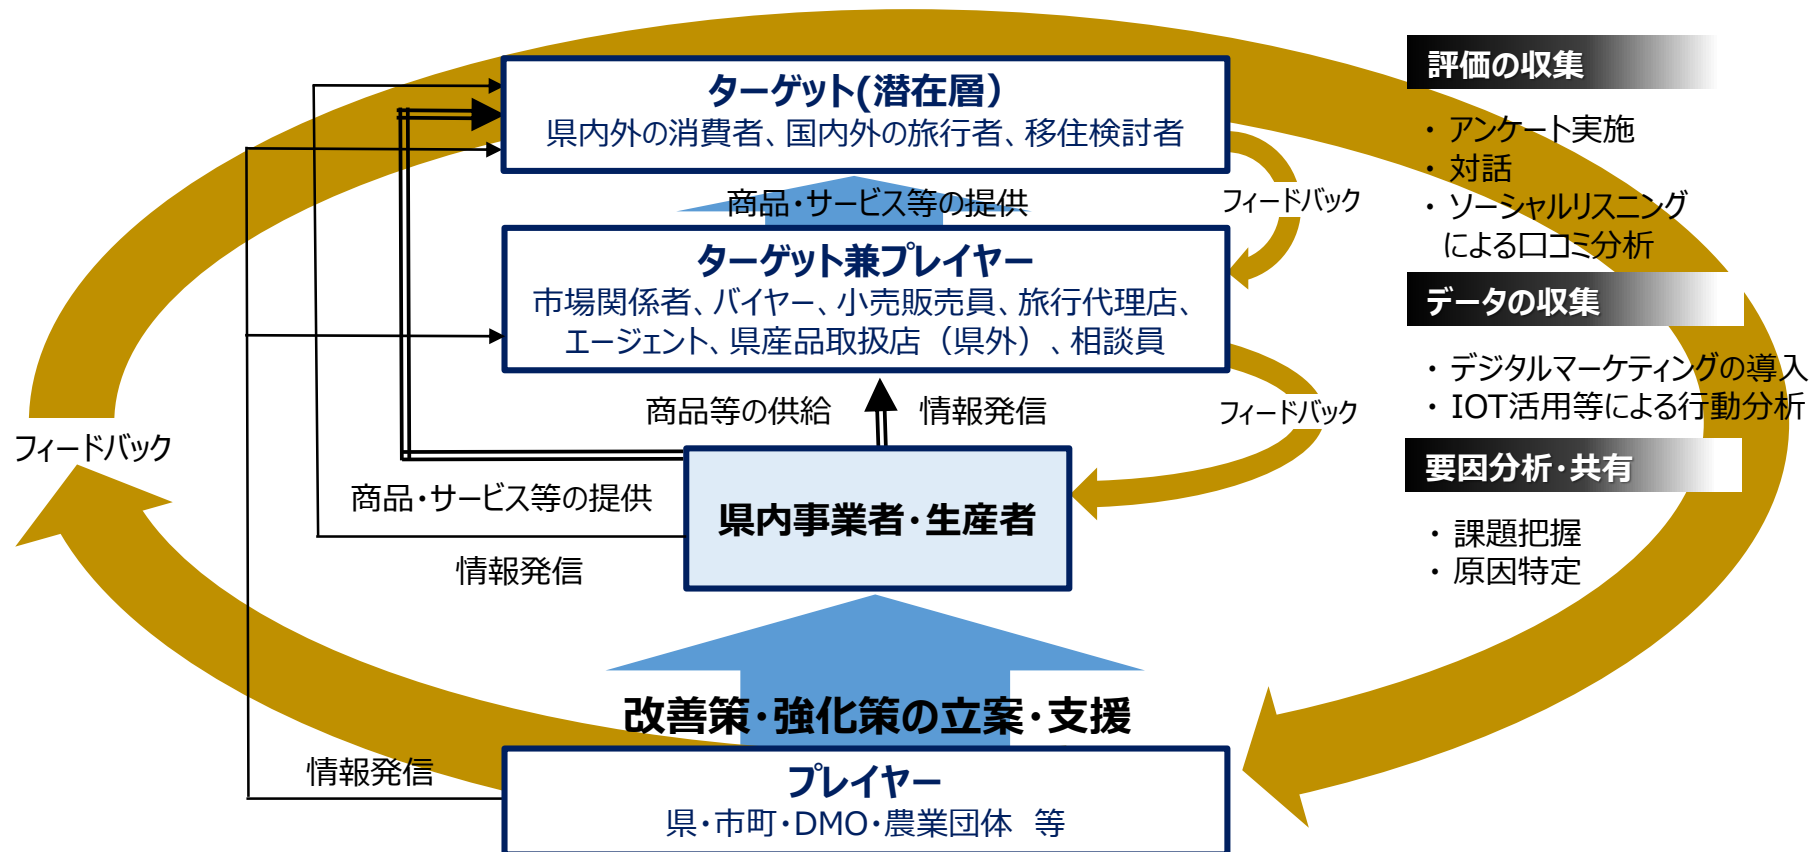 ターゲット(潜在層）
県内外の消費者、国内外の旅行者、移住検討者
商品・サービス等の提供
フィードバック
ターゲット兼プレイヤー
市場関係者、バイヤー、小売販売員、旅行代理店、
エージェント、県産品取扱店（県外）、相談員
商品等の供給
情報発信
フィードバック
フィードバック
商品・サービス等の提供
県内事業者・生産者
情報発信
改善策・強化策の立案・支援
情報発信
プレイヤー
県・市町・DMO・農業団体　等
評価の収集
・ アンケート実施
・ 対話
・ ソーシャルリスニング
による口コミ分析
データの収集
・ デジタルマーケティングの導入
・ IOT活用等による行動分析
要因分析・共有
・ 課題把握
・ 原因特定